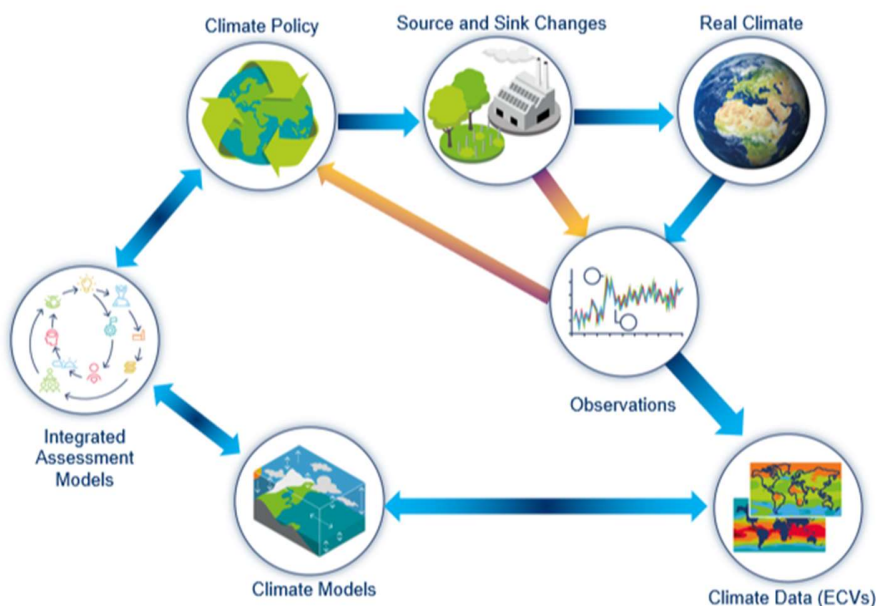 Climate Policy
Source and Sink Changes
Real Climate
Observations
Integrated
Assessment
Models
Climate Models
Climate Data (ECVs)